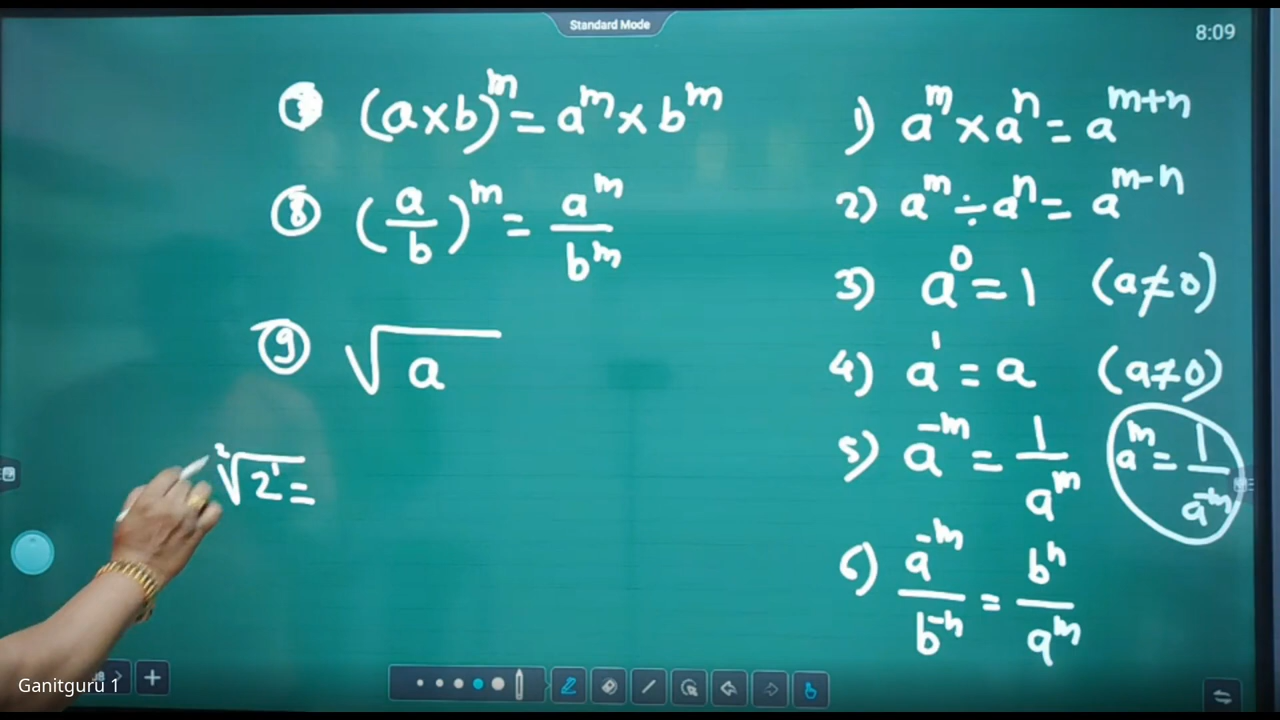 Standard Mode
8:09
⑦ (a×b)^m = a^m × b^m
⑧ (a/b)^m = a^m/b^m
⑨ √a
²√2¹ =
1) a^m × a^n = a^(m+n)
2) a^m ÷ a^n = a^(m-n)
3) a^0 = 1 (a≠0)
4) a^1 = a (a≠0)
5) a^-m = 1/a^m a^m = 1/a^-m
6) a^-m/b^-n = b^n/a^m
Ganitguru 1